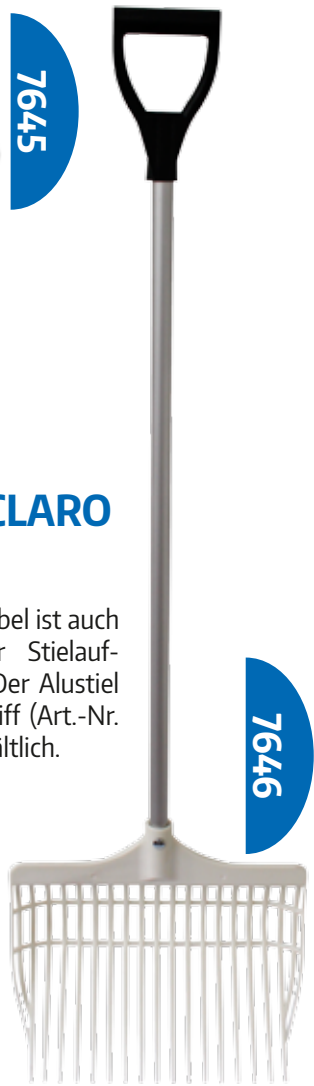 7645
CLARO
bel ist auch
r Stielauf-
Der Alustiel
iff (Art.-Nr.
ltlich.
7646